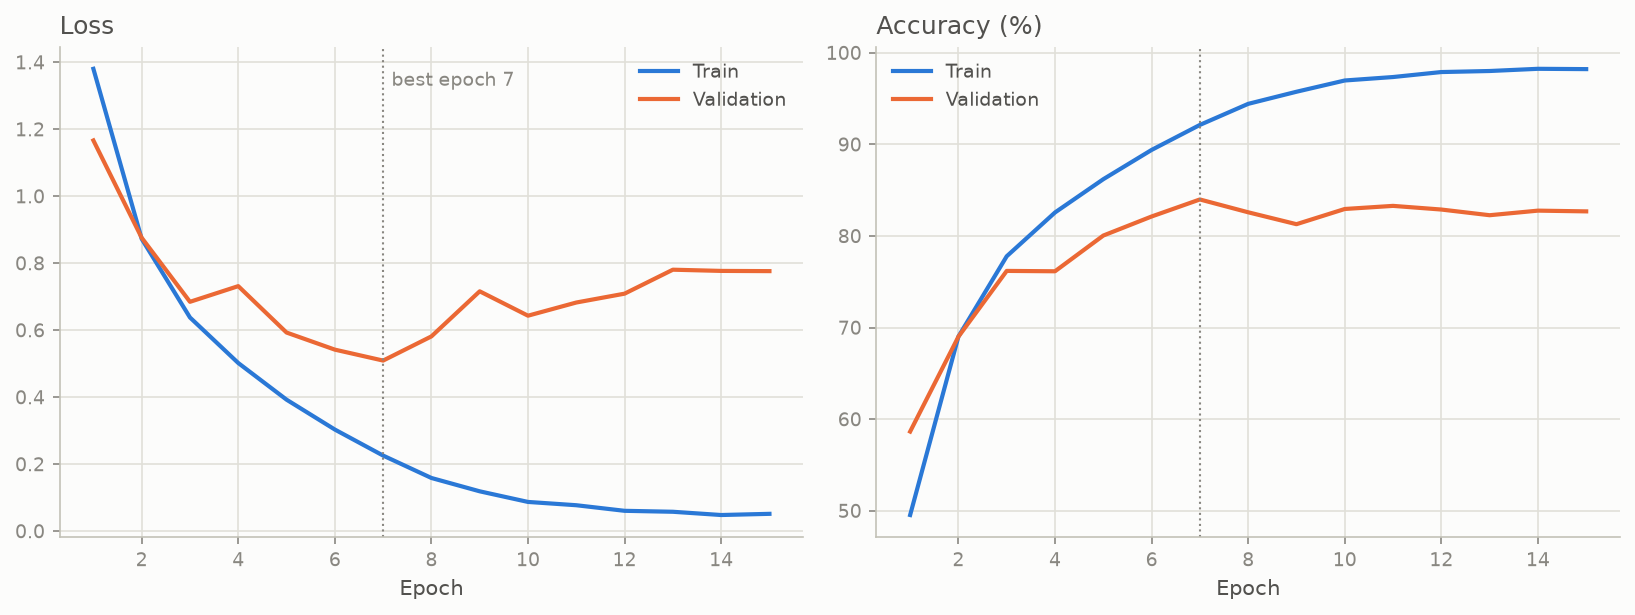 Loss
1.4
1.2
1.0
0.8
0.6
0.4
0.2
0.0
best epoch 7
Train
Validation
2 4 6 8 10 12 14
Epoch
Accuracy (%)
100
90
80
70
60
50
Train
Validation
2 4 6 8 10 12 14
Epoch